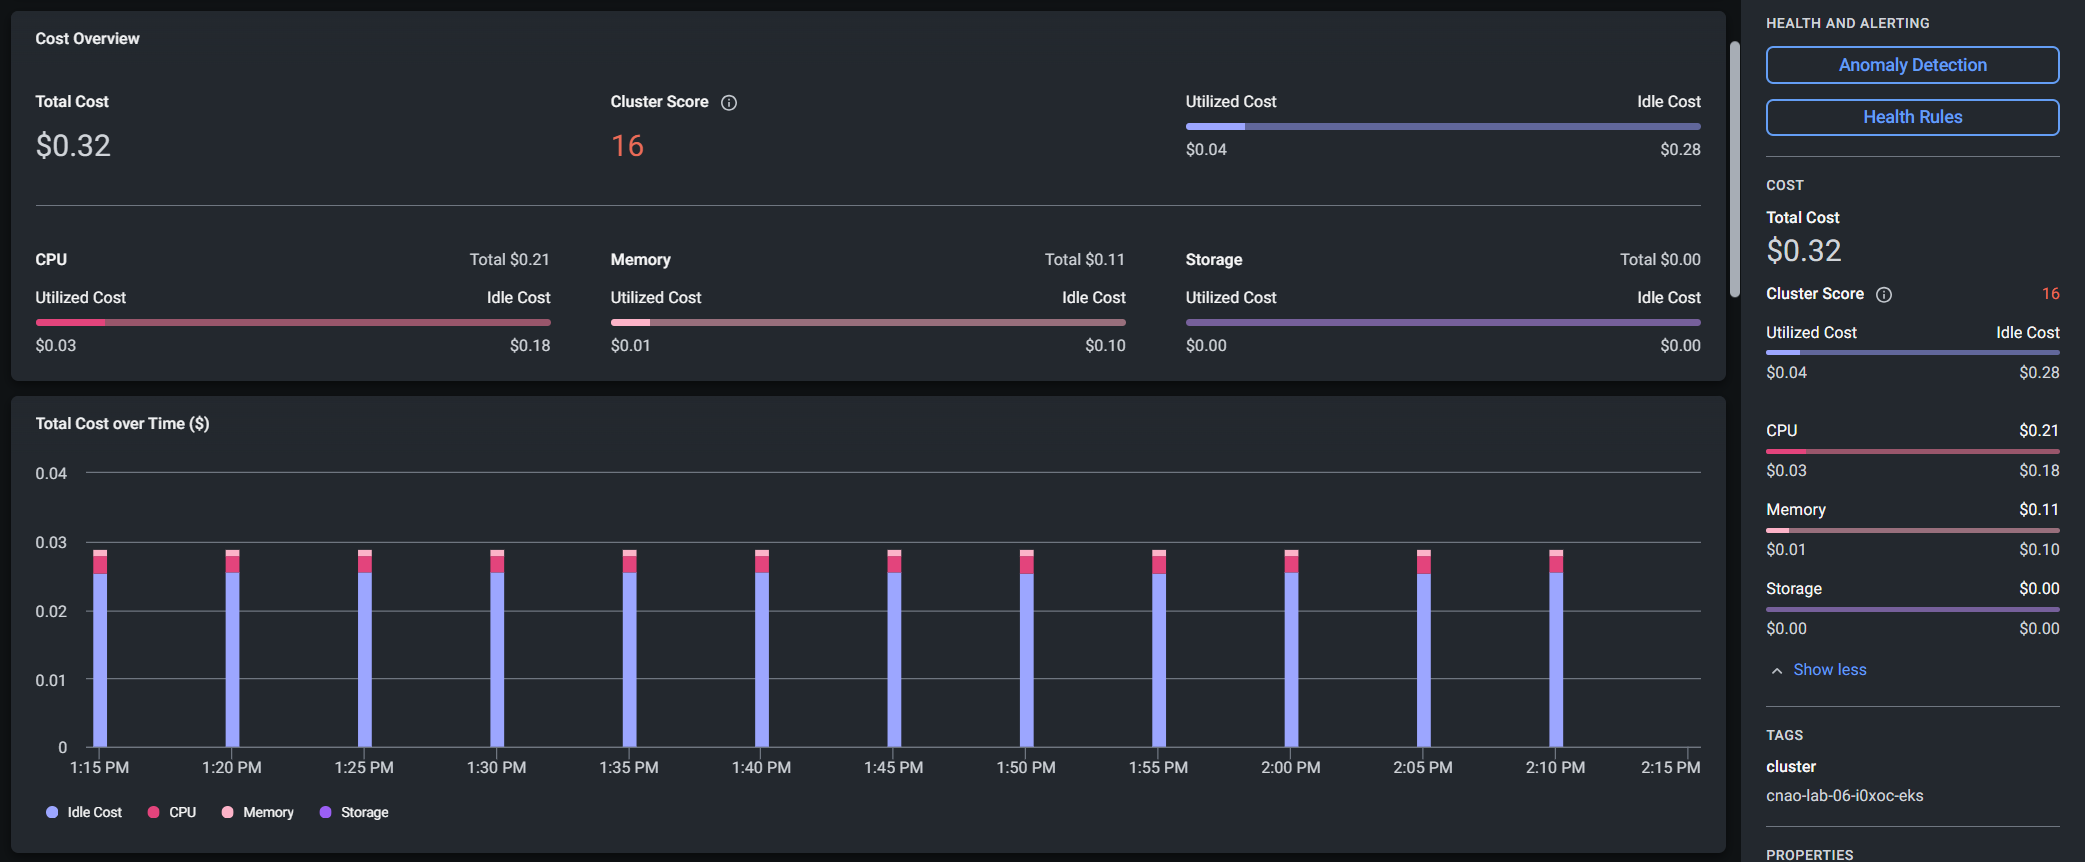 Cost Overview
Total Cost
$0.32
Cluster Score
16
Utilized Cost Idle Cost
$0.04 $0.28
CPU Total $0.21
Utilized Cost Idle Cost
$0.03 $0.18
Memory Total $0.11
Utilized Cost Idle Cost
$0.01 $0.10
Storage Total $0.00
Utilized Cost Idle Cost
$0.00 $0.00
Total Cost over Time ($)
0.04
0.03
0.02
0.01
0
1:15 PM 1:20 PM 1:25 PM 1:30 PM 1:35 PM 1:40 PM 1:45 PM 1:50 PM 1:55 PM 2:00 PM 2:05 PM 2:10 PM 2:15 PM
Idle Cost CPU Memory Storage
HEALTH AND ALERTING
Anomaly Detection
Health Rules
COST
Total Cost
$0.32
Cluster Score 16
Utilized Cost Idle Cost
$0.04 $0.28
CPU $0.21
$0.03 $0.18
Memory $0.11
$0.01 $0.10
Storage $0.00
$0.00 $0.00
Show less
TAGS
cluster
cnao-lab-06-i0xoc-eks
PROPERTIES